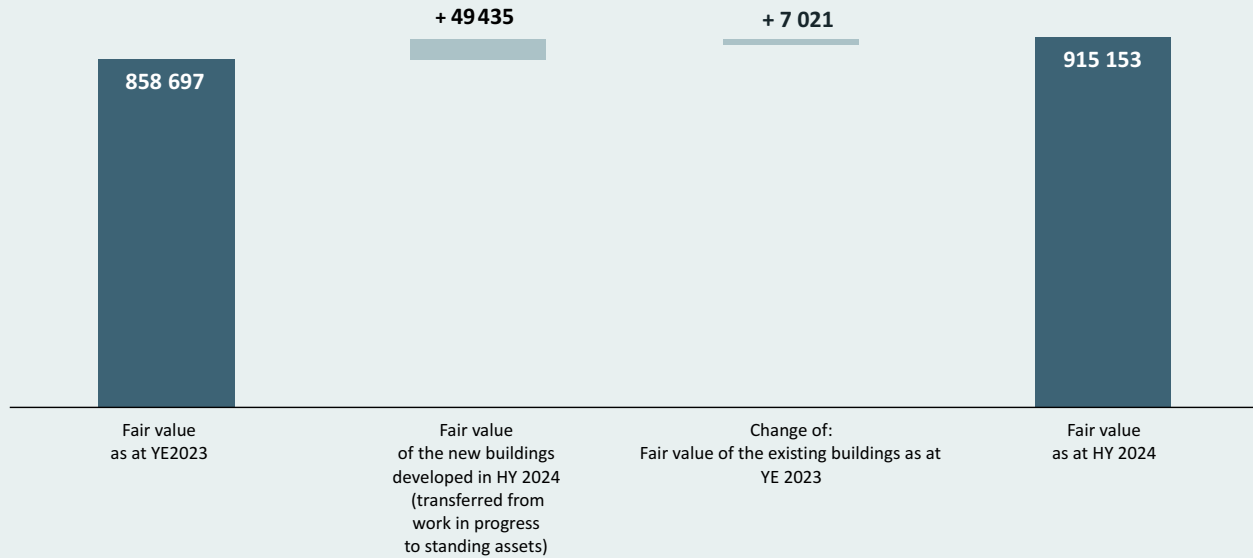 + 49 435
+ 7 021
858 697
915 153
Fair value
as at YE2023
Fair value
of the new buildings
developed in HY 2024
(transferred from
work in progress
to standing assets)
Change of:
Fair value of the existing buildings as at
YE 2023
Fair value
as at HY 2024